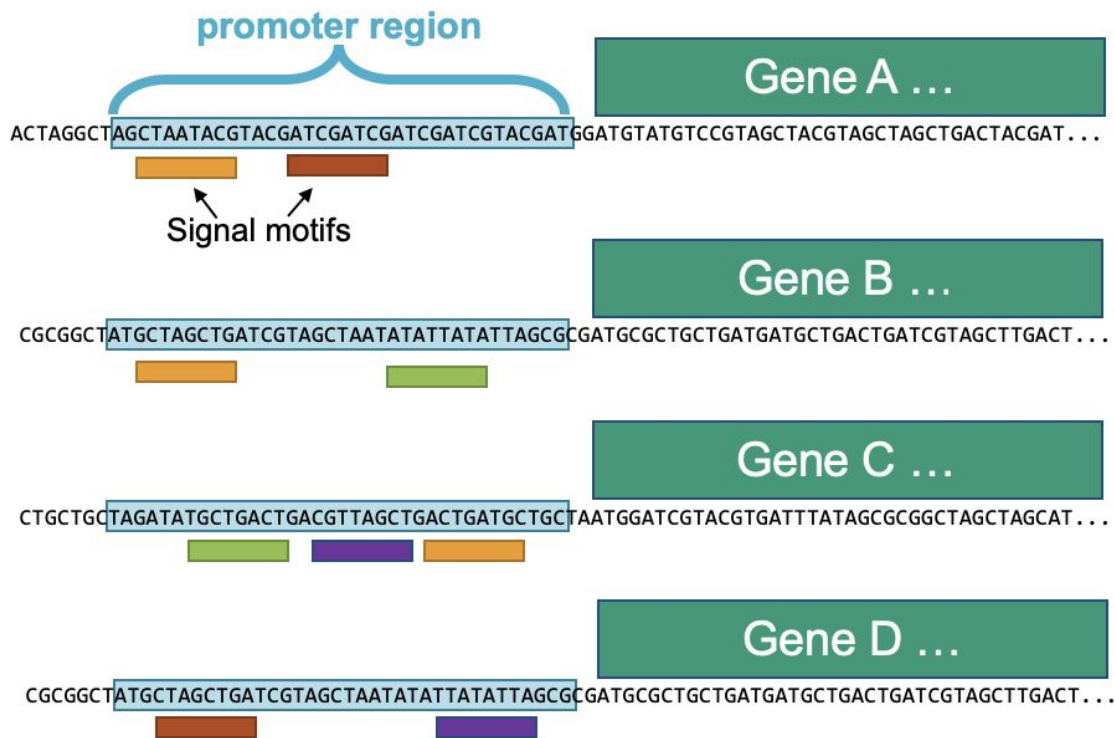 promoter region
Gene A ...
ACTAGGCTAGCTAATACGTACGATCGATCGATCGATCGTACGATGGATGTATGTCCGTAGCTACGTAGCTAGCTGACTACGAT...
Signal motifs
Gene B ...
CGCGGCTATGCTAGCTGATCGTAGCTAATATATTATATTAGCGCGATGCGCTGCTGATGATGCTGACTGATCGTAGCTTGACT...
Gene C ...
CTGCTGCTAGATATGCTGACTGACGTTAGCTGACTGATGCTGCTAATGGATCGTACGTGATTTATAGCGCGGCTAGCTAGCAT...
Gene D ...
CGCGGCTATGCTAGCTGATCGTAGCTAATATATTATATTAGCGCGATGCGCTGCTGATGATGCTGACTGATCGTAGCTTGACT...